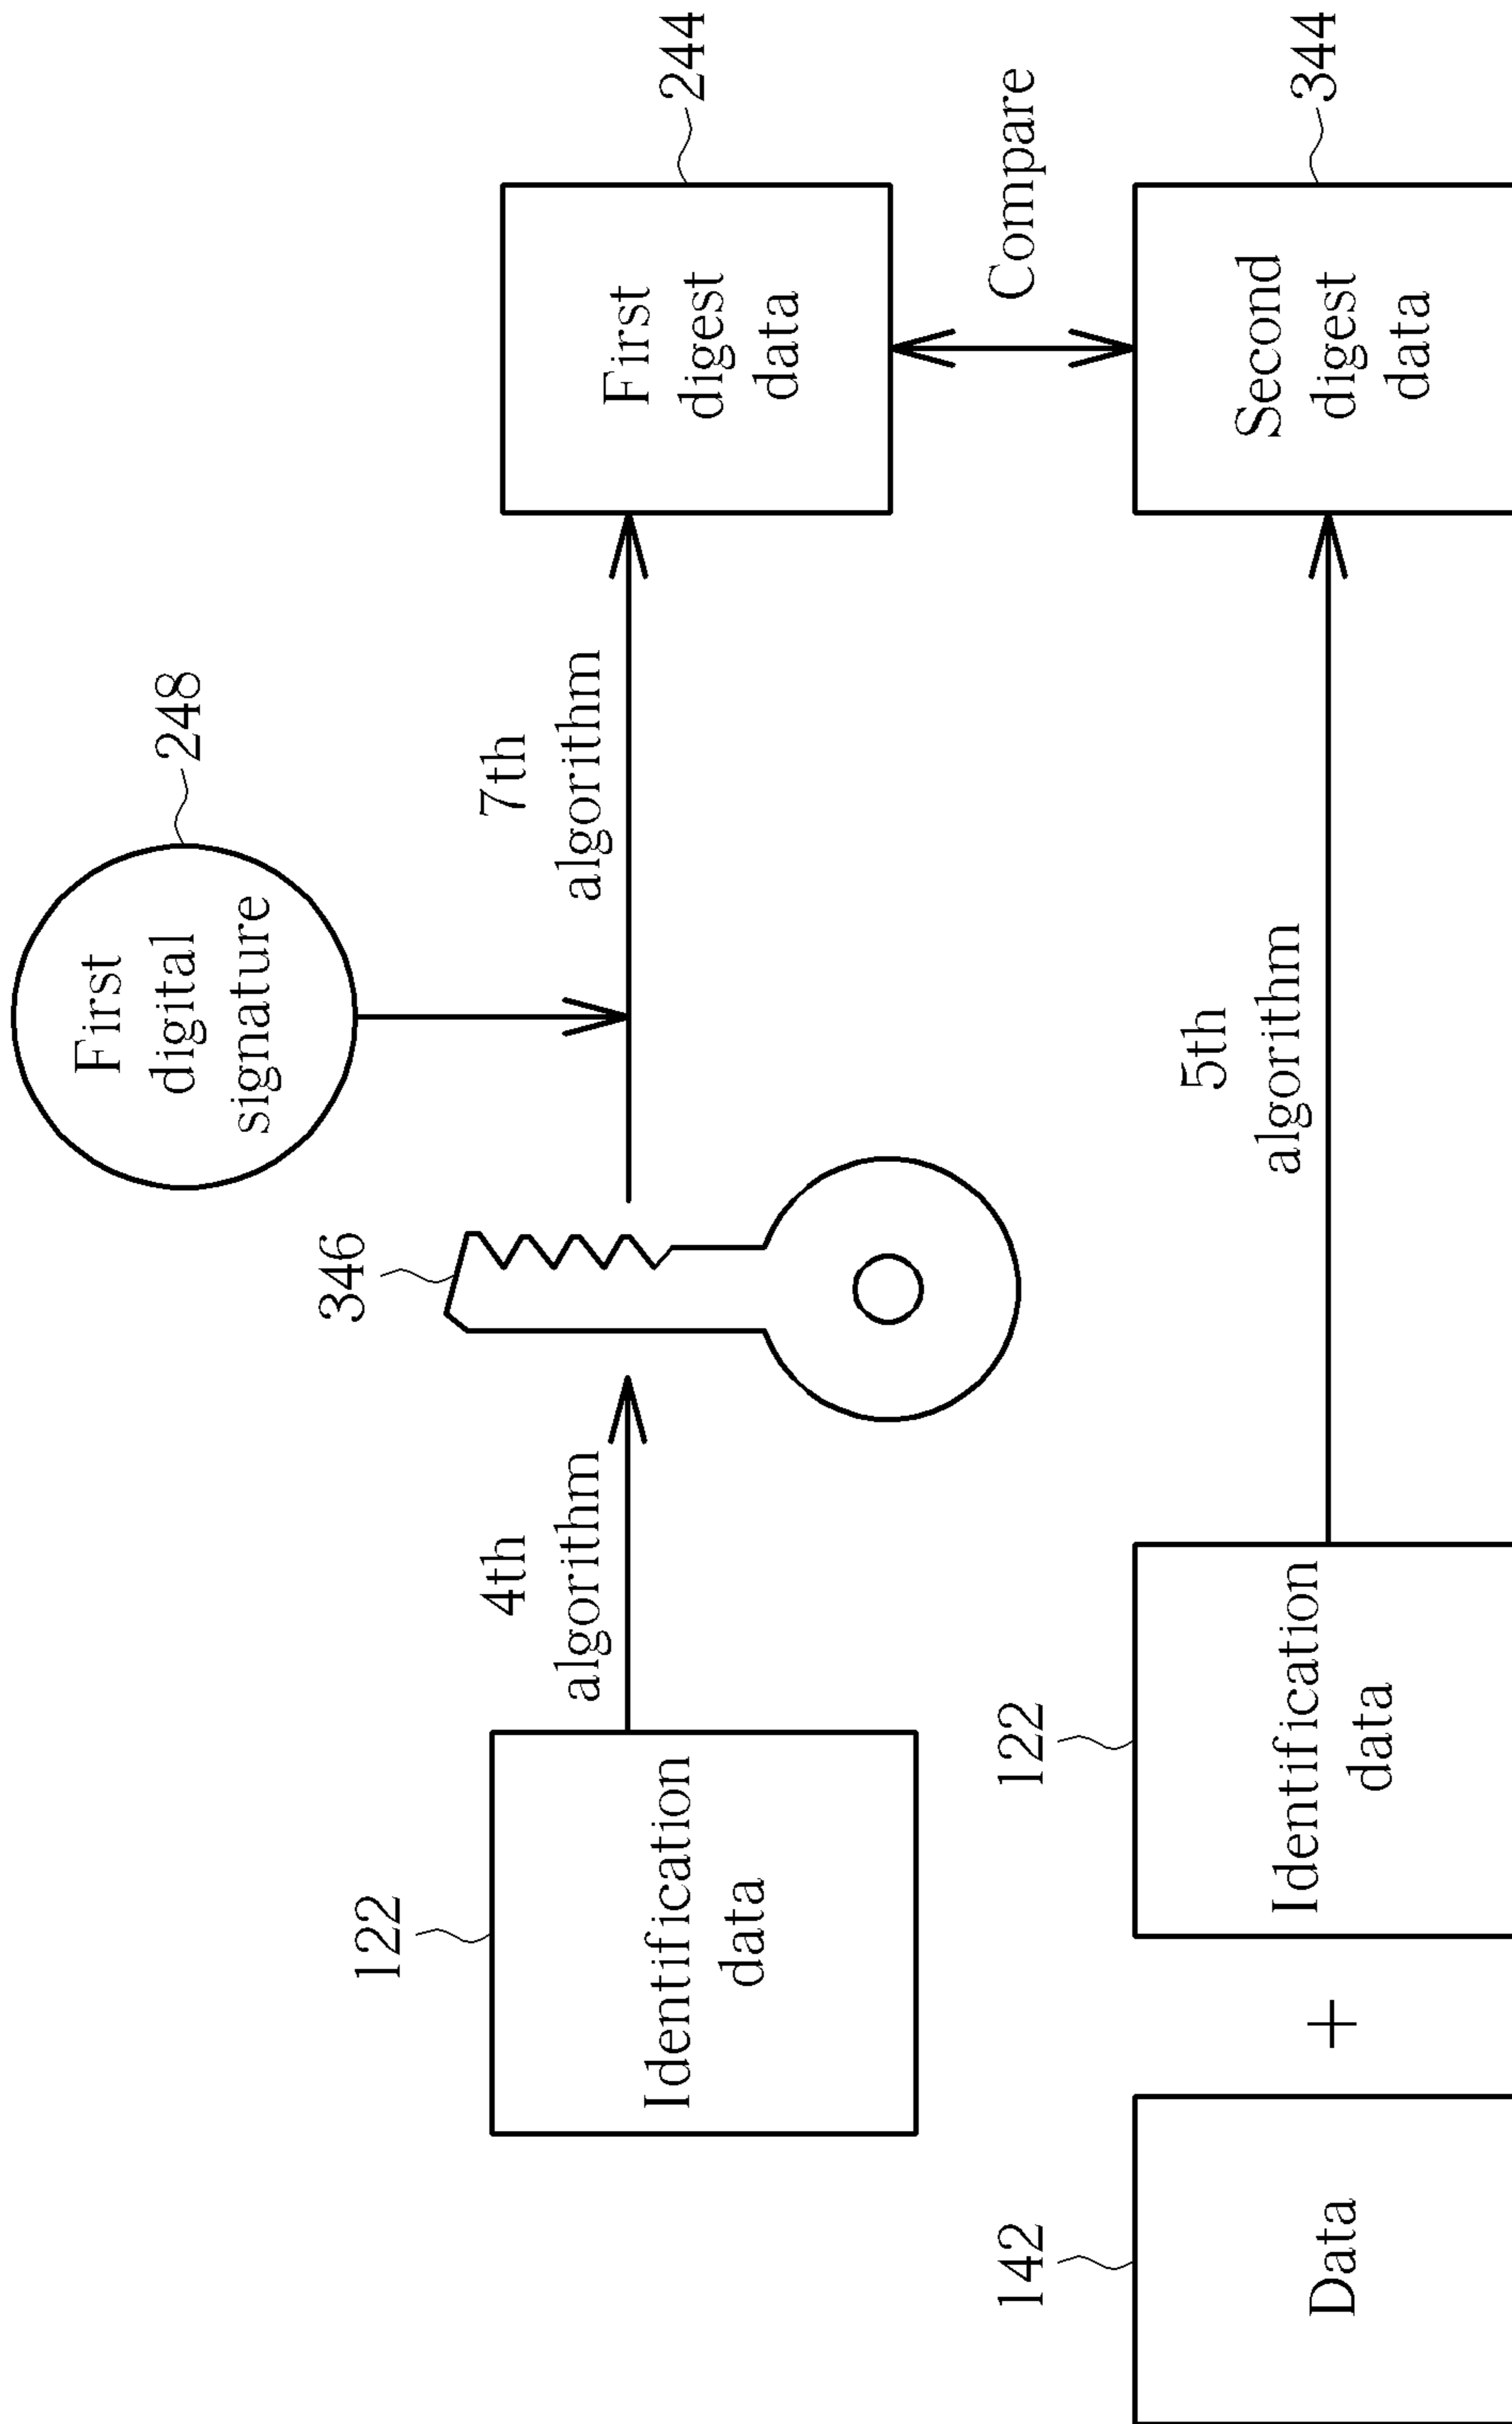 First
digital
signature
248
346
122
Identification
data
4th
algorithm
7th
algorithm
First
digest
data
244
Compare
142
Data
+
122
Identification
data
5th
algorithm
Second
digest
data
344